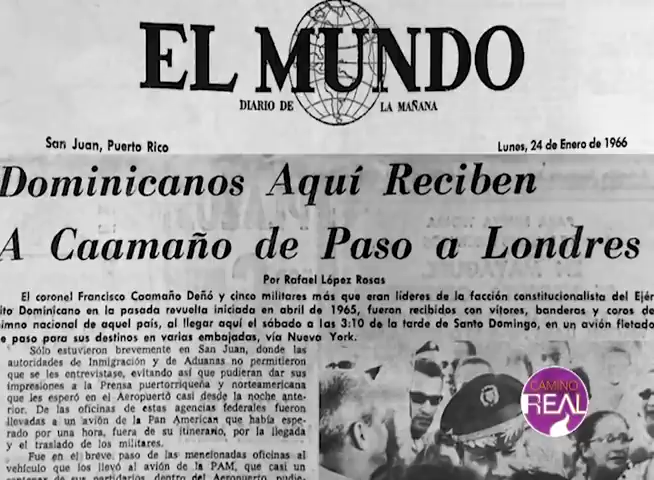 EL MUNDO
DIARIO DE LA MAÑANA
San Juan, Puerto Rico
Lunes, 24 de Enero de 1966
Dominicanos Aquí Reciben
A Caamaño de Paso a Londres
Por Rafael López Rosas
El coronel Francisco Caamaño Deñó y cinco militares más que eran líderes de la facción constitucionalista del Ejér
ito Dominicano en la pasada revuelta iniciada en abril de 1965, fueron recibidos con vítores, banderas y coros de
imno nacional de aquel país, al llegar aquí el sábado a las 3:10 de la tarde de Santo Domingo, en un avión fletado
e paso para sus destinos en varias embajadas, vía Nueva York.
Sólo estuvieron brevemente en San Juan, donde las
autoridades de Inmigración y de Aduanas no permitieron
que se les entrevistase, evitando así que pudieran dar sus
impresiones a la Prensa puertorriqueña y norteamericana
que les esperó en el Aeropuerto casi desde la noche ante-
rior. De las oficinas de estas agencias federales fueron
llevadas a un avión de Pan American que había espe-
rado por una hora, fuera de su itinerario, por la llegada
y el traslado de los militares.
Fue en el breve paso de las mencionadas oficinas al
vehículo que los llevó al avión de la PAM, que casi un
CAMINO
REAL